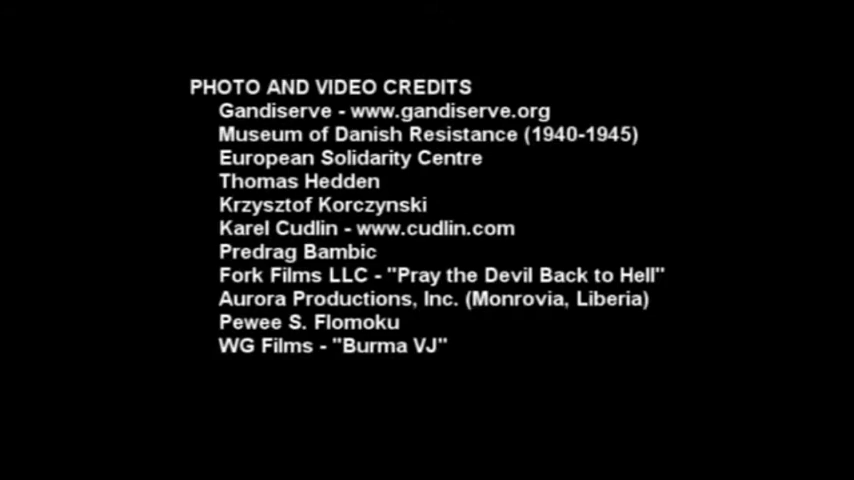 PHOTO AND VIDEO CREDITS
Gandiserve - www.gandiserve.org
Museum of Danish Resistance (1940-1945)
European Solidarity Centre
Thomas Hedden
Krzysztof Korczynski
Karel Cudlin - www.cudlin.com
Predrag Bambic
Fork Films LLC - "Pray the Devil Back to Hell"
Aurora Productions, Inc. (Monrovia, Liberia)
Pewee S. Flomoku
WG Films - "Burma VJ"